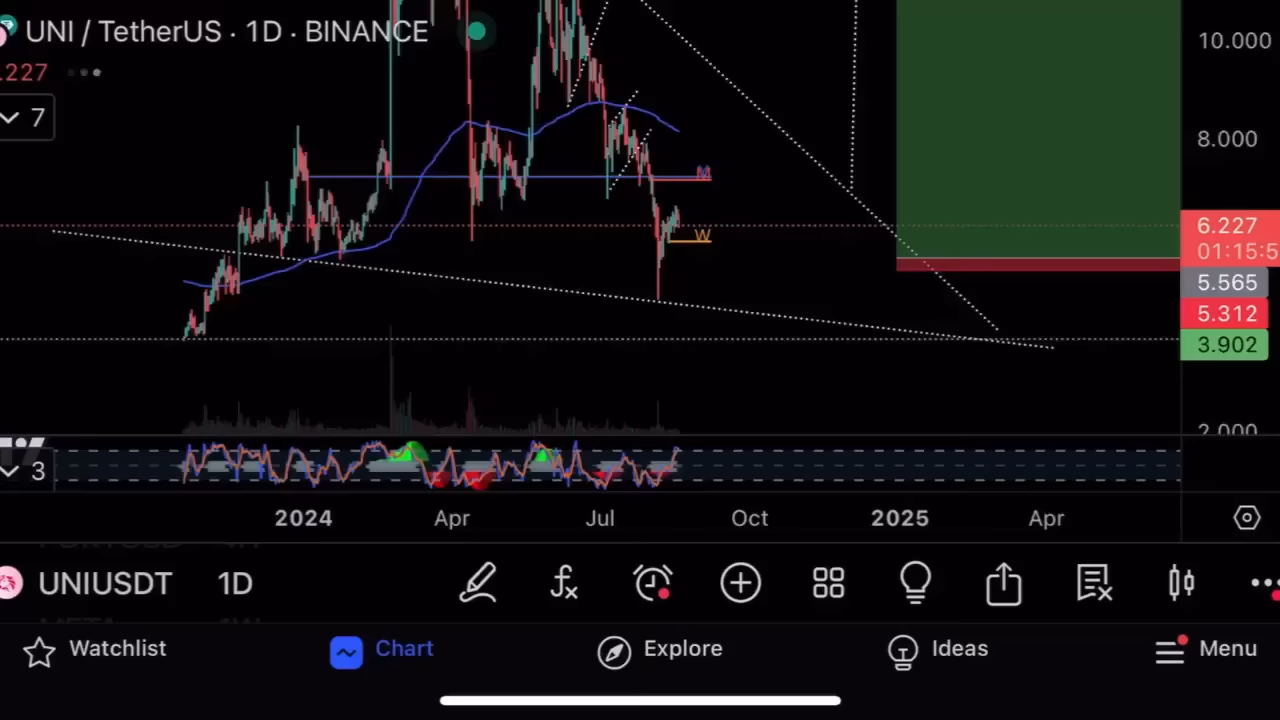 UNI / TetherUS · 1D · BINANCE
.227
7
10.000
8.000
M
6.227
01:15:5
W
5.565
5.312
3.902
2.000
3
2024 Apr Jul Oct 2025 Apr
UNIUSDT 1D
Watchlist Chart Explore Ideas Menu